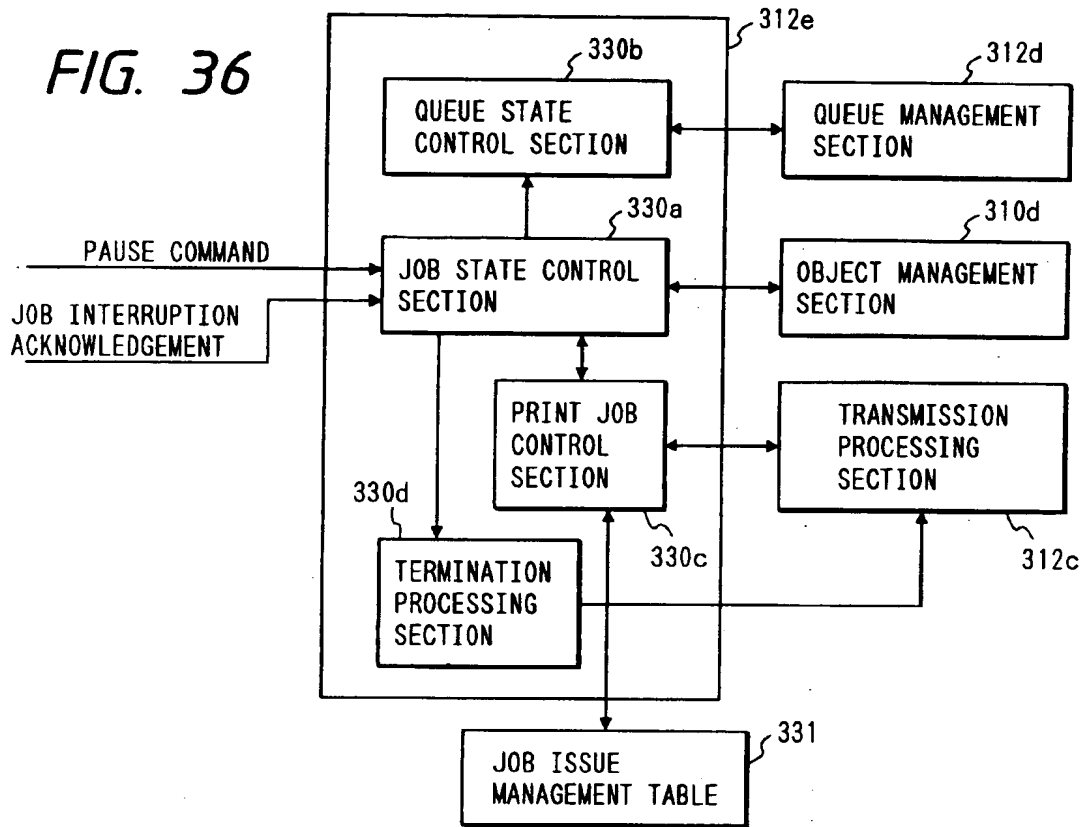 FIG. 36
312e
330b
QUEUE STATE
CONTROL SECTION
312d
QUEUE MANAGEMENT
SECTION
330a
JOB STATE CONTROL
SECTION
310d
OBJECT MANAGEMENT
SECTION
PAUSE COMMAND
JOB INTERRUPTION
ACKNOWLEDGEMENT
PRINT JOB
CONTROL
SECTION
330c
TRANSMISSION
PROCESSING
SECTION
312c
330d
TERMINATION
PROCESSING
SECTION
331
JOB ISSUE
MANAGEMENT TABLE